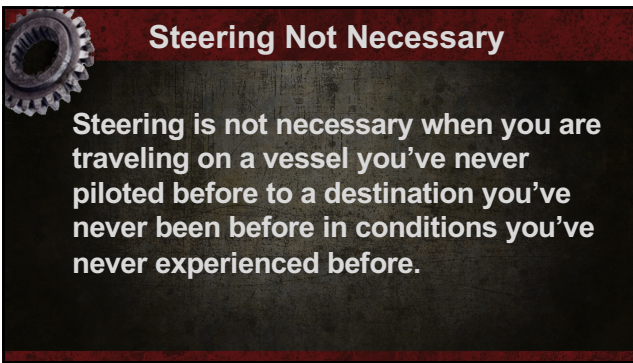 Steering Not Necessary
Steering is not necessary when you are
traveling on a vessel you’ve never
piloted before to a destination you’ve
never been before in conditions you’ve
never experienced before.